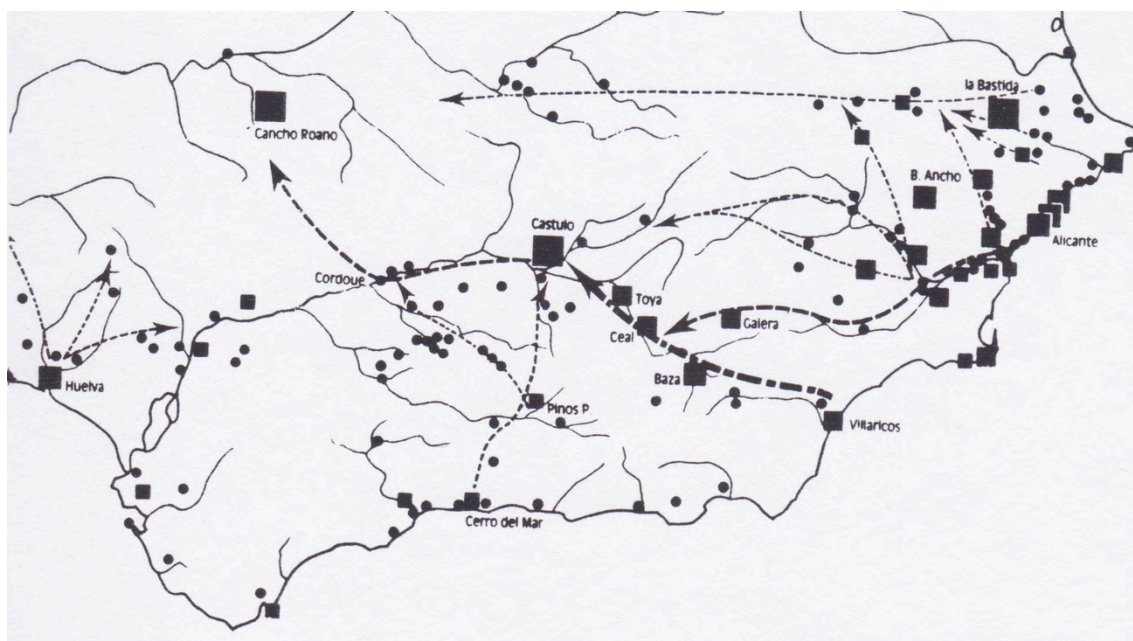 la Bastida
Cancho Roano
B. Ancho
Castulo
Alicante
Cordoue
Toya
Galera
Ceal
Huelva
Baza
Pinos P.
Villaricos
Cerro del Mar